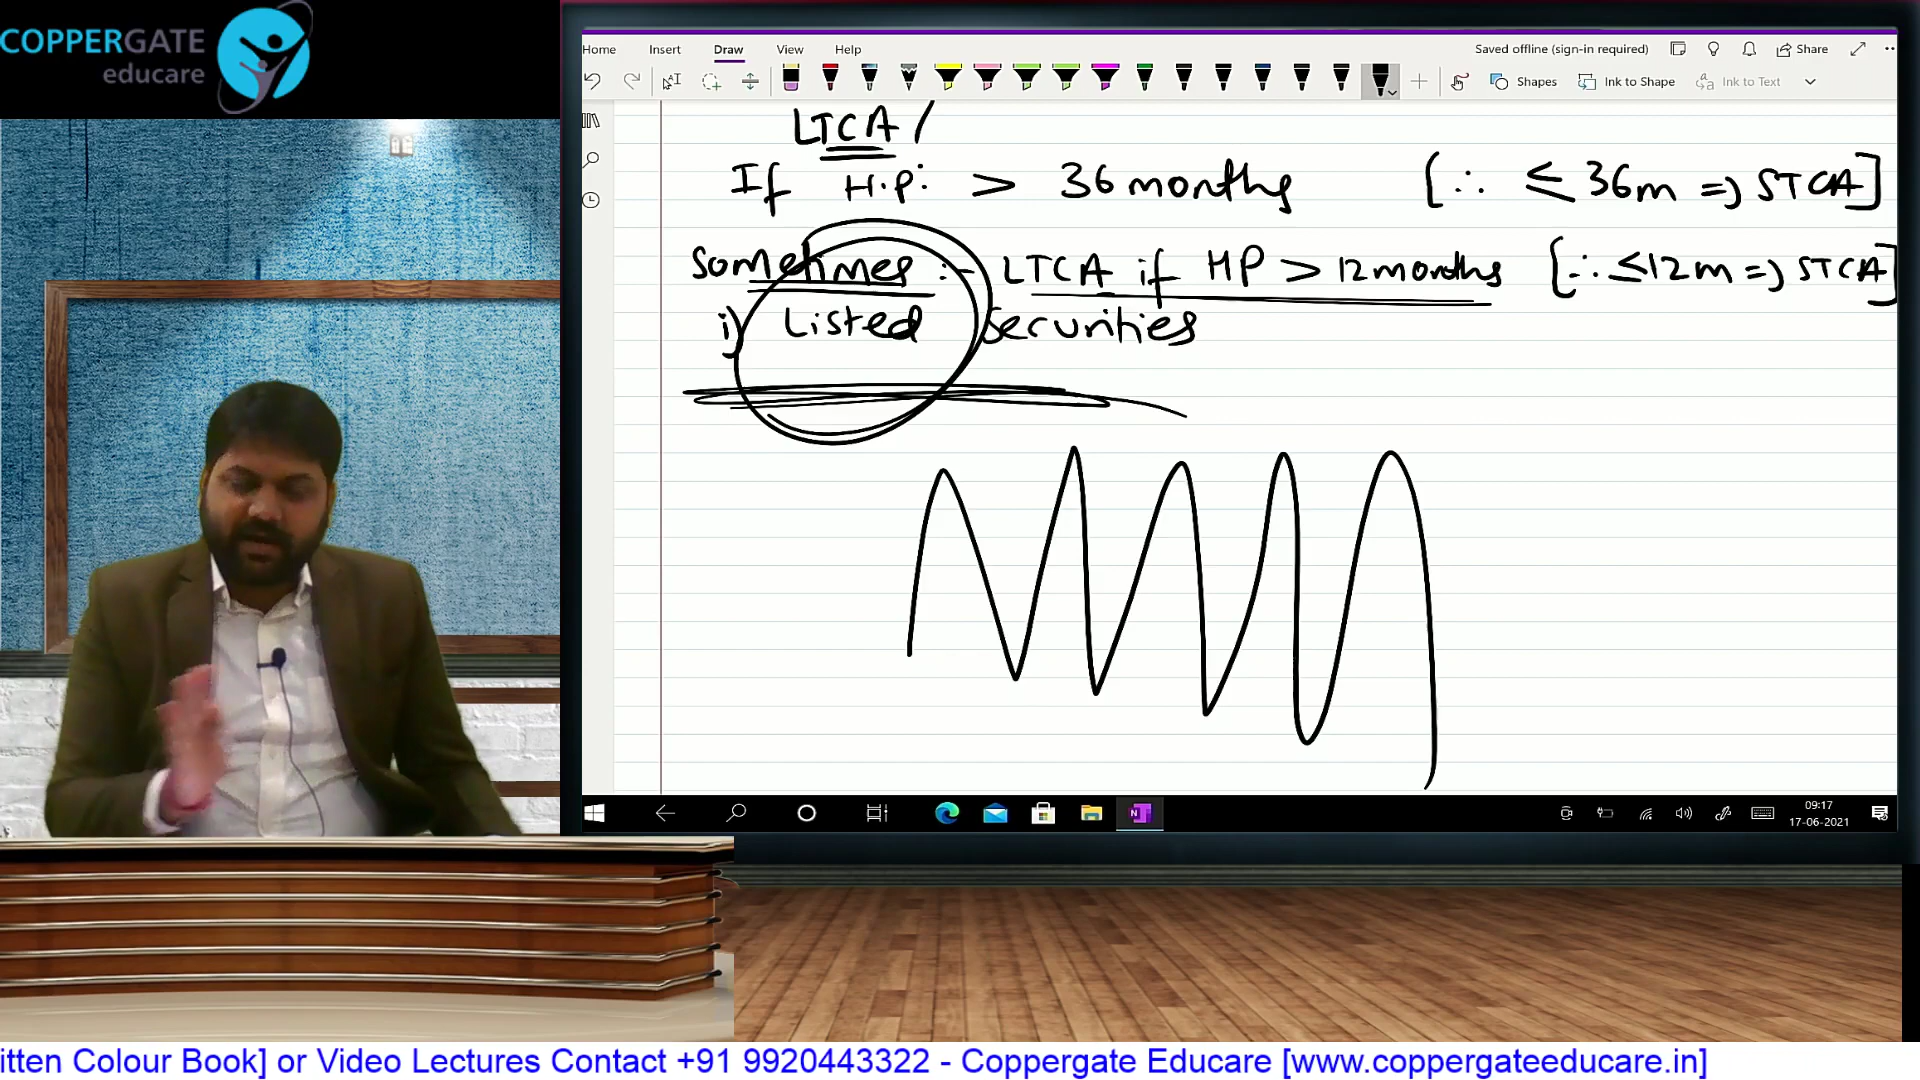 COPPERGATE
educare
Home Insert Draw View Help Saved offline (sign-in required) Share
Shapes Ink to Shape Ink to Text
LTCA /
If H.P. > 36 months [∴ ≤ 36m => STCA]
Sometimes :- LTCA if HP > 12 months [∴ ≤12m => STCA]
i) Listed Securities
09:17
17-06-2021
itten Colour Book] or Video Lectures Contact +91 9920443322 - Coppergate Educare [www.coppergateeducare.in]